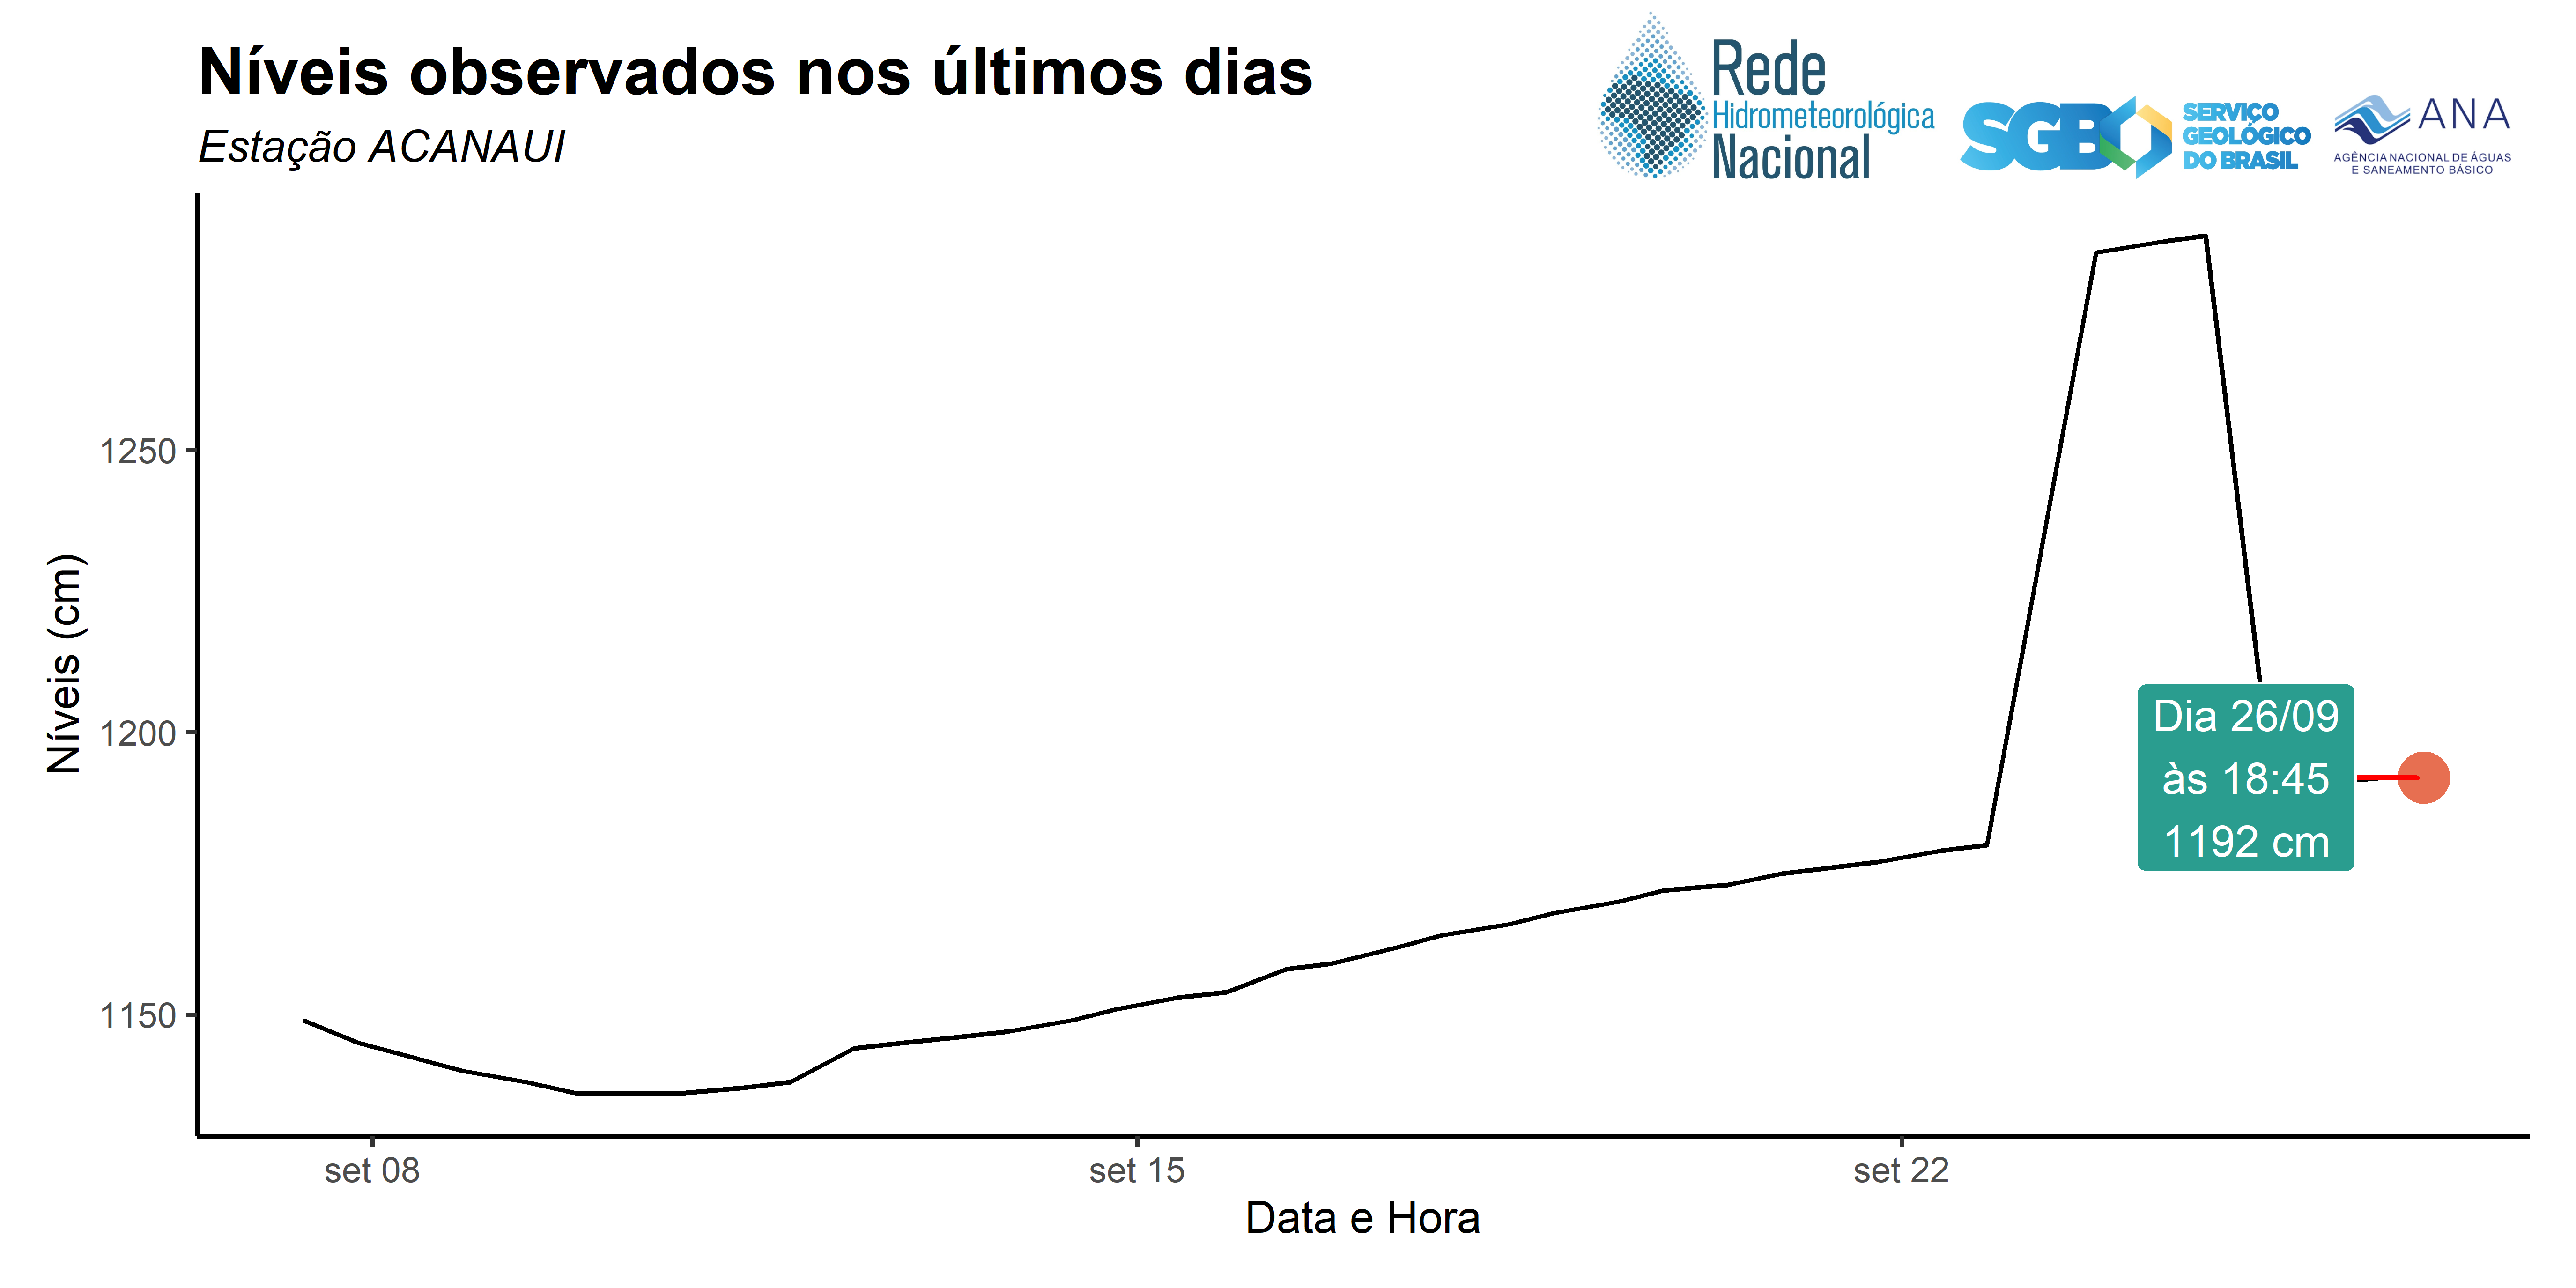 Níveis observados nos últimos dias
Estação ACANAUI
Rede
Hidrometeorológica
Nacional
SGB
SERVIÇO
GEOLÓGICO
DO BRASIL
ANA
AGÊNCIA NACIONAL DE ÁGUAS
E SANEAMENTO BÁSICO
Níveis (cm)
1250
1200
1150
Dia 26/09
às 18:45
1192 cm
set 08
set 15
set 22
Data e Hora